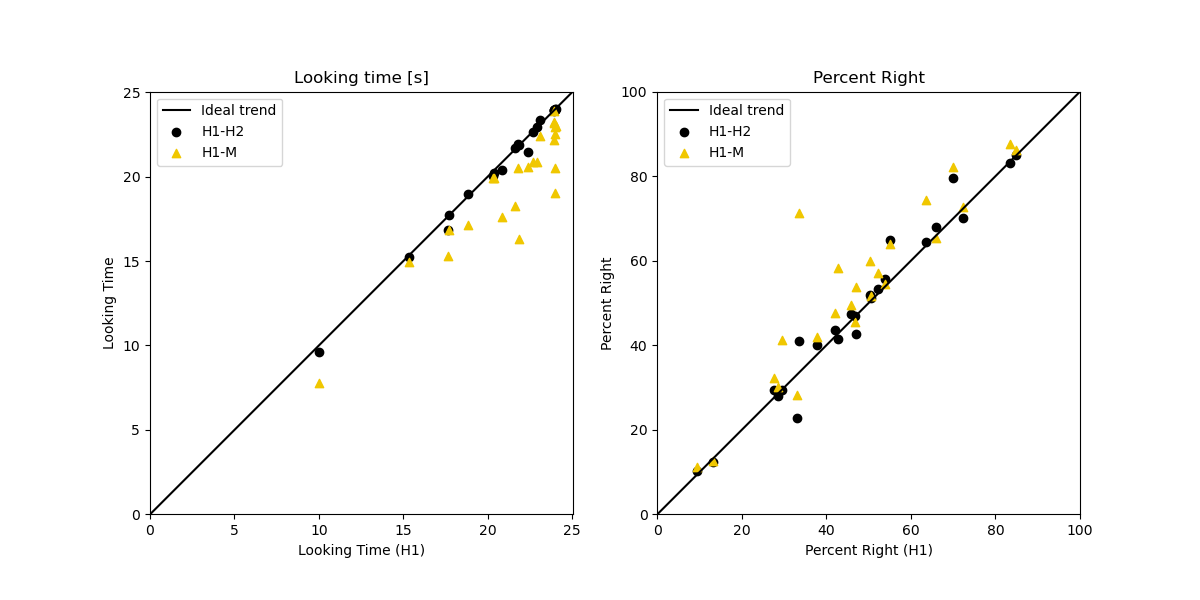 Looking time [s]
25
20
15
10
5
0
Looking Time
Ideal trend
H1-H2
H1-M
0 5 10 15 20 25
Looking Time (H1)
Percent Right
100
80
60
40
20
0
Percent Right
Ideal trend
H1-H2
H1-M
0 20 40 60 80 100
Percent Right (H1)